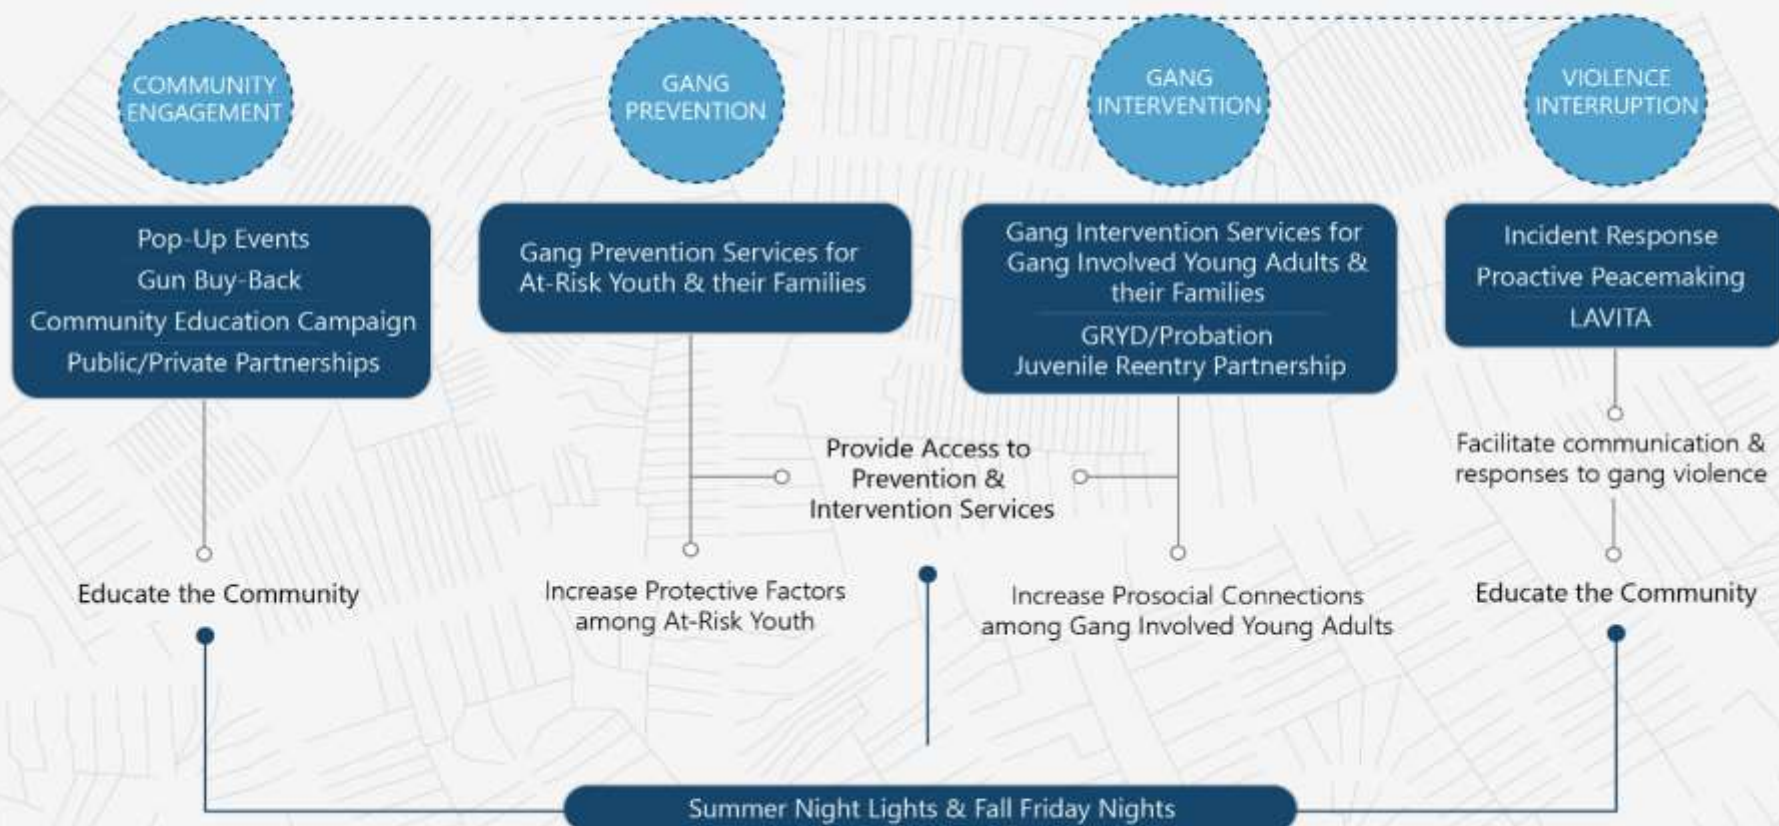 COMMUNITY
ENGAGEMENT
GANG
PREVENTION
GANG
INTERVENTION
VIOLENCE
INTERRUPTION
Pop-Up Events
Gun Buy-Back
Community Education Campaign
Public/Private Partnerships
Gang Prevention Services for
At-Risk Youth & their Families
Gang Intervention Services for
Gang Involved Young Adults &
their Families
GRYD/Probation
Juvenile Reentry Partnership
Incident Response
Proactive Peacemaking
LAVITA
Provide Access to
Prevention &
Intervention Services
Facilitate communication &
responses to gang violence
Educate the Community
Increase Protective Factors
among At-Risk Youth
Increase Prosocial Connections
among Gang Involved Young Adults
Educate the Community
Summer Night Lights & Fall Friday Nights